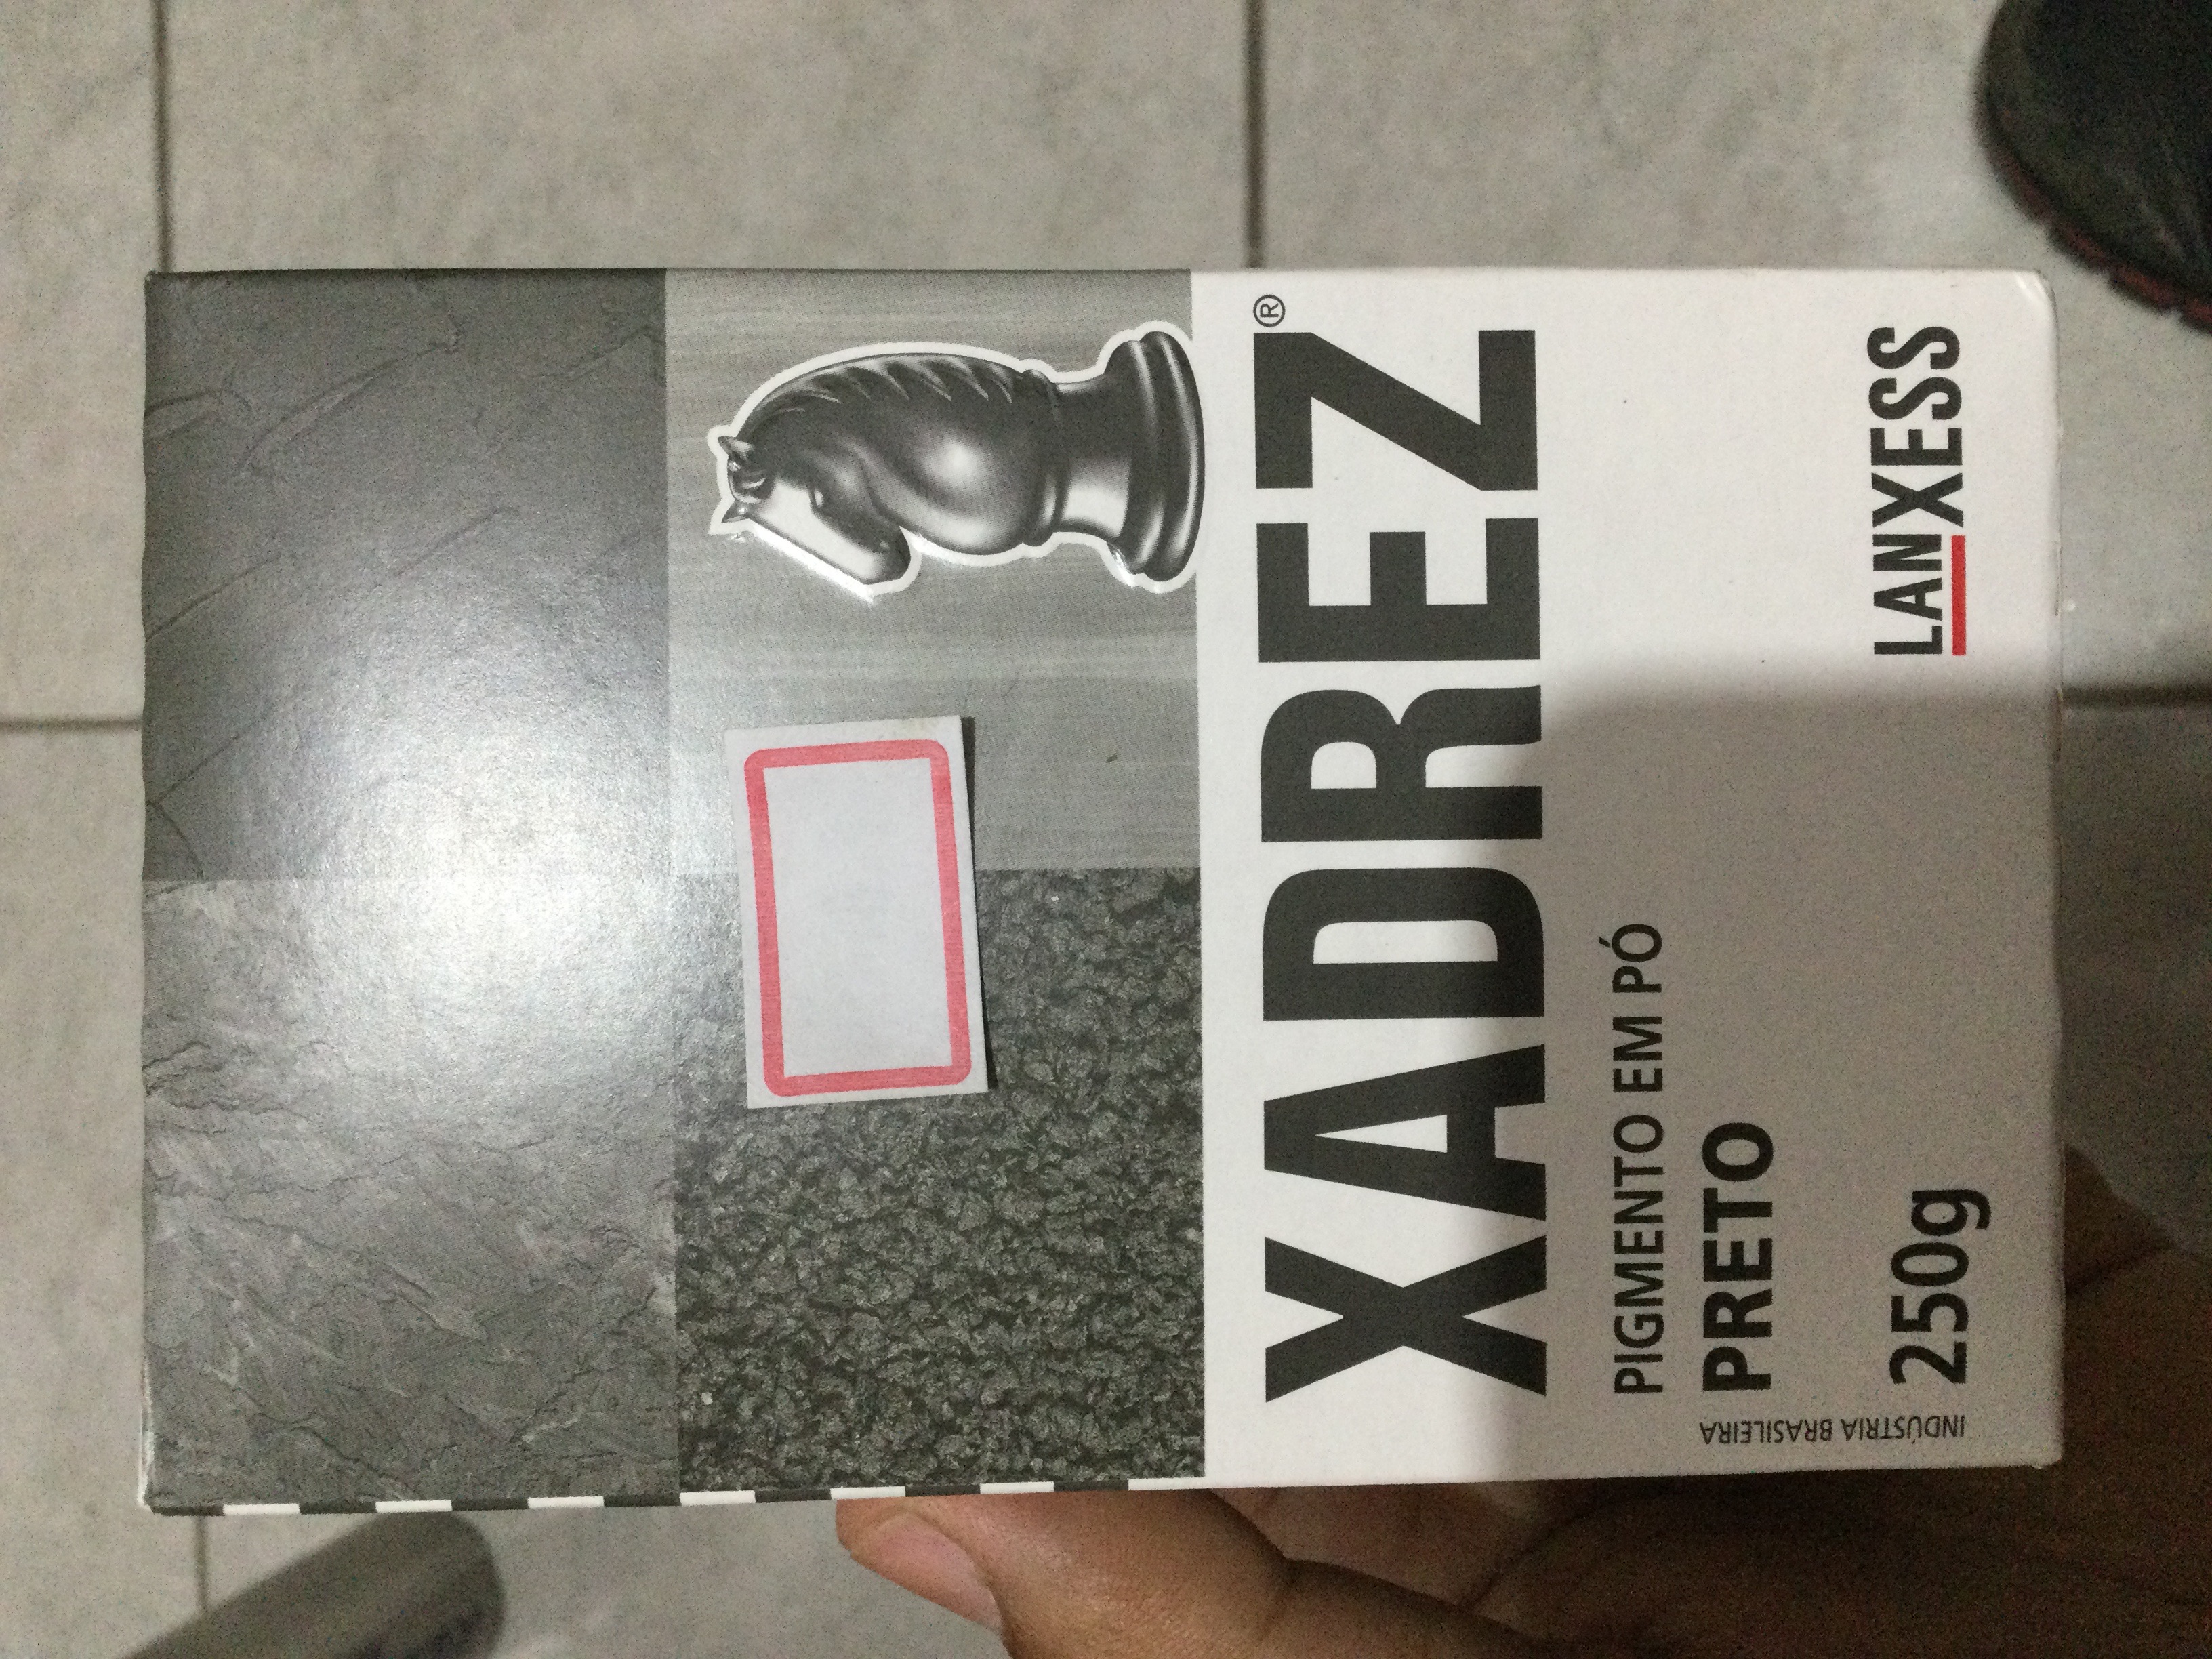 XADREZ®
PIGMENTO EM PÓ
PRETO
250g
LANXESS
INDÚSTRIA BRASILEIRA